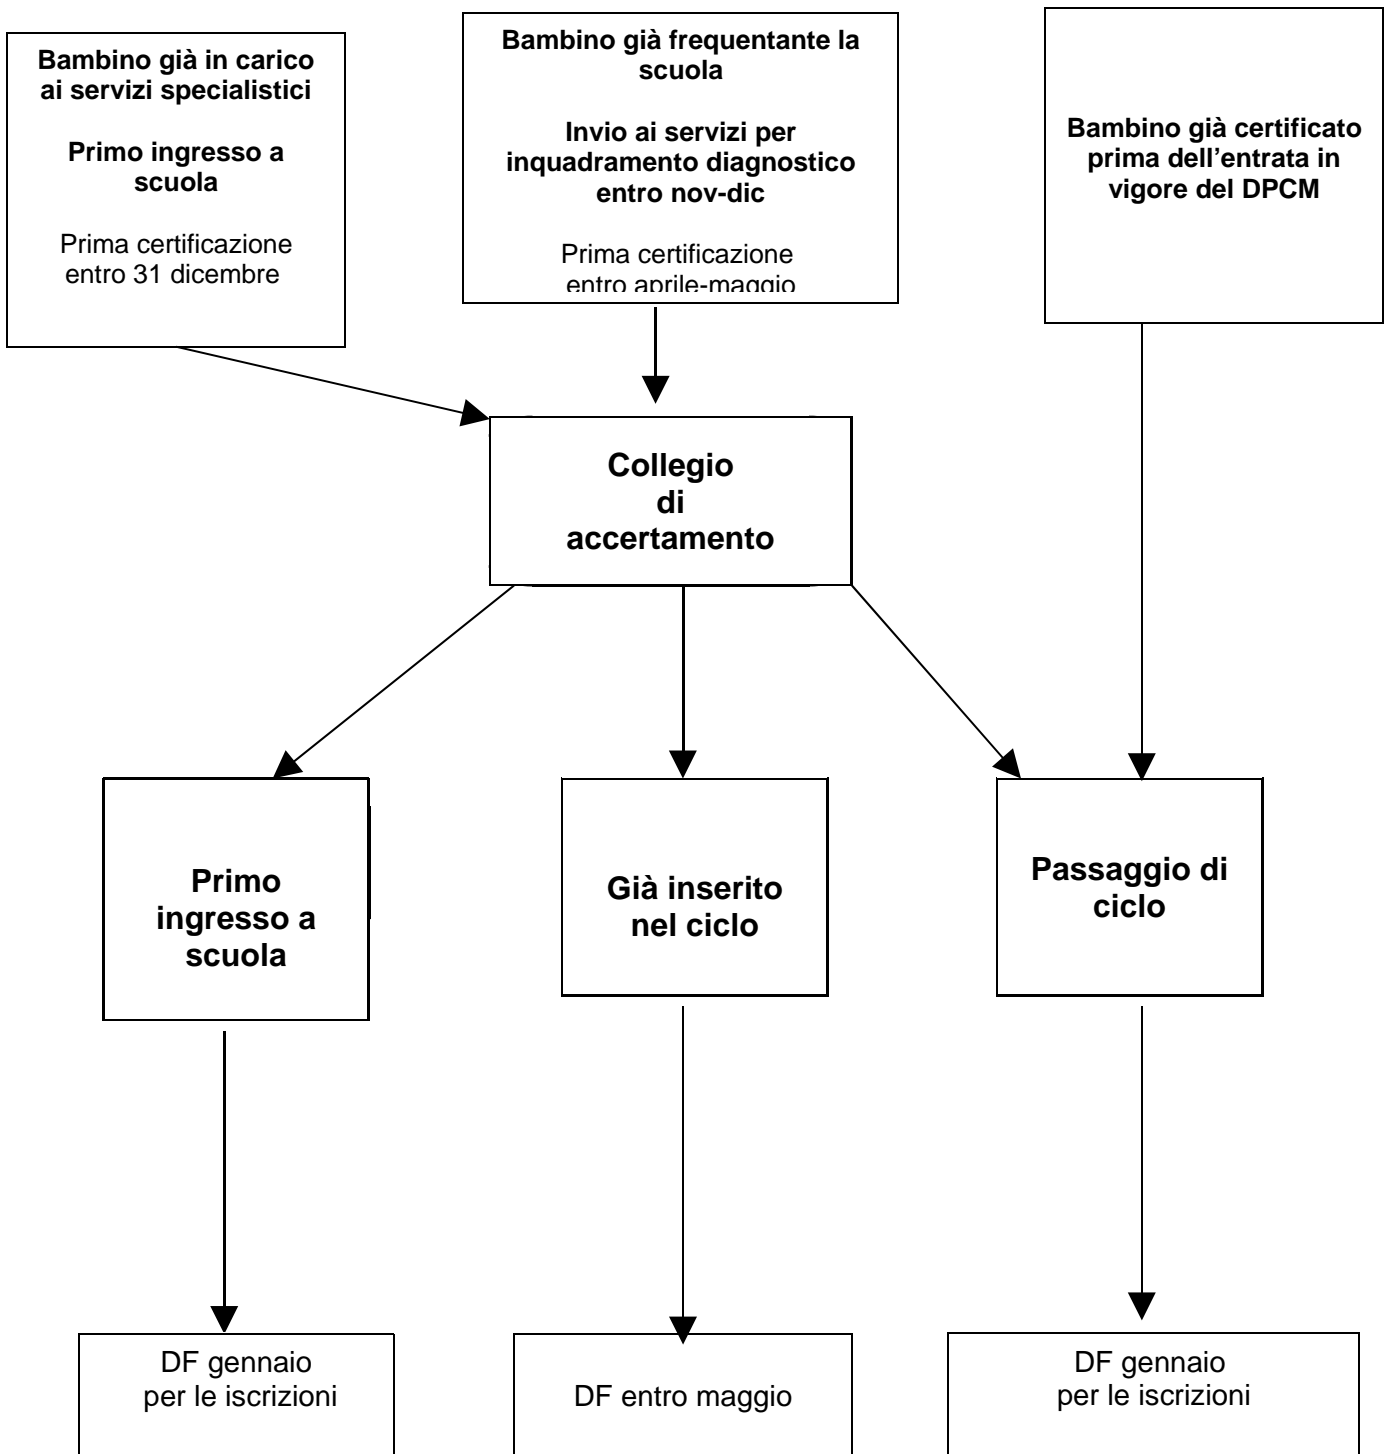 Bambino già in carico
ai servizi specialistici
Primo ingresso a
scuola
Prima certificazione
entro 31 dicembre
Bambino già frequentante la
scuola
Invio ai servizi per
inquadramento diagnostico
entro nov-dic
Prima certificazione
entro aprile-maggio
Bambino già certificato
prima dell’entrata in
vigore del DPCM
Collegio
di
accertamento
Primo
ingresso a
scuola
Già inserito
nel ciclo
Passaggio di
ciclo
DF gennaio
per le iscrizioni
DF entro maggio
DF gennaio
per le iscrizioni